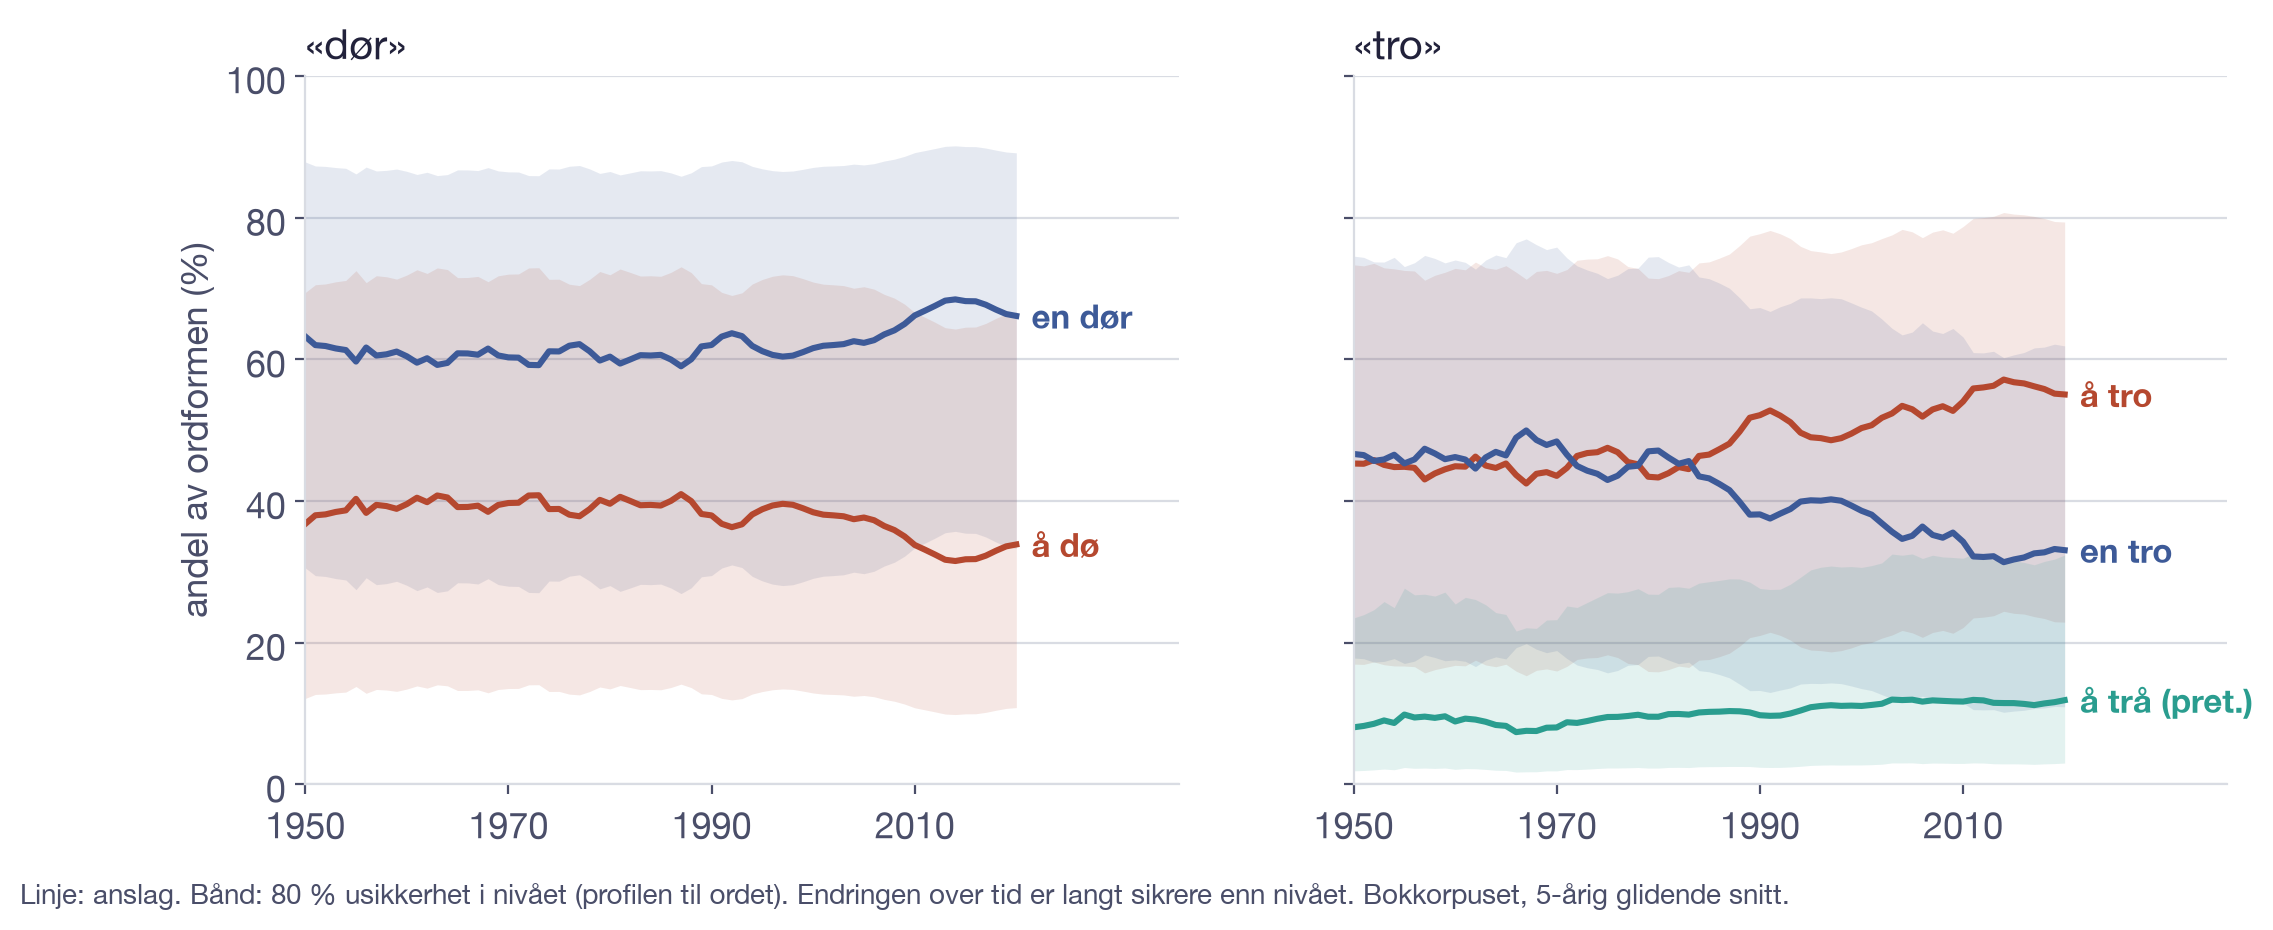 «dør»
100
80
60
40
20
0
andel av ordformen (%)
en dør
å dø
1950
1970
1990
2010
«tro»
å tro
en tro
å trå (pret.)
1950
1970
1990
2010
Linje: anslag. Bånd: 80 % usikkerhet i nivået (profilen til ordet). Endringen over tid er langt sikrere enn nivået. Bokkorpuset, 5-årig glidende snitt.